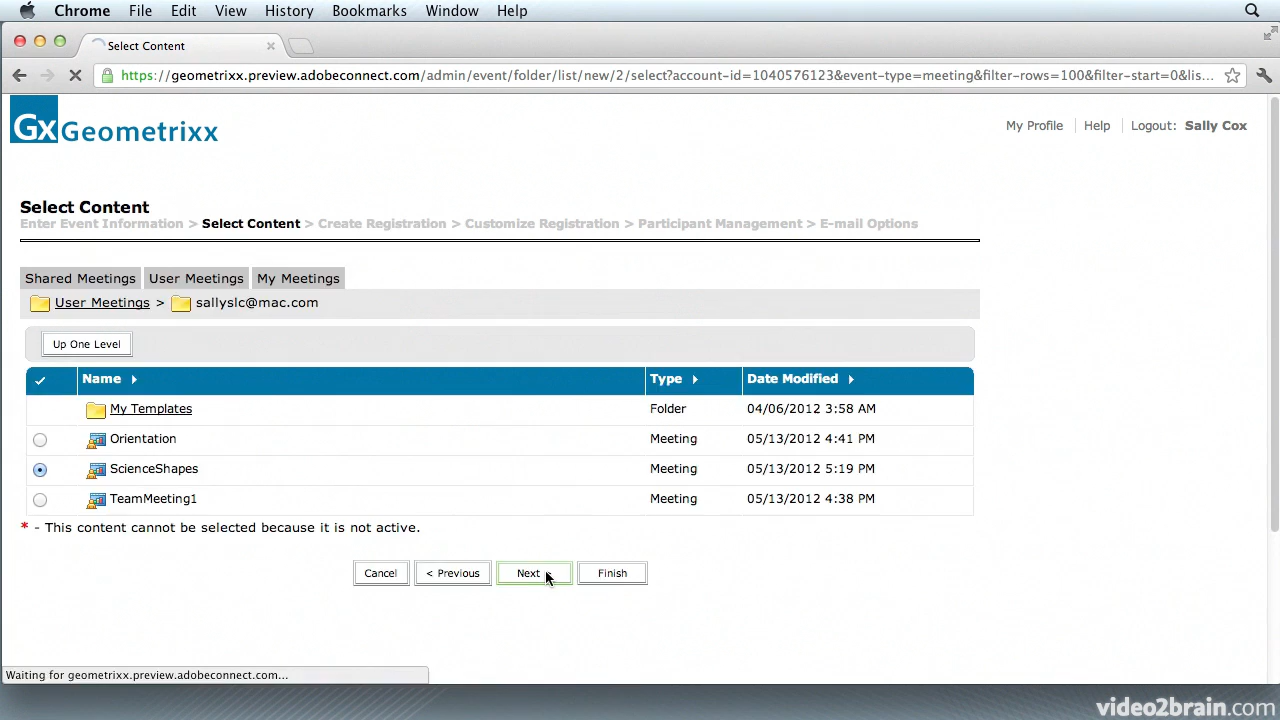 Chrome File Edit View History Bookmarks Window Help
Select Content
https://geometrixx.preview.adobeconnect.com/admin/event/folder/list/new/2/select?account-id=1040576123&event-type=meeting&filter-rows=100&filter-start=0&lis...
Gx Geometrixx
My Profile Help Logout: Sally Cox
Select Content
Enter Event Information > Select Content > Create Registration > Customize Registration > Participant Management > E-mail Options
Shared Meetings User Meetings My Meetings
User Meetings > sallyslc@mac.com
Up One Level
Name Type Date Modified
My Templates Folder 04/06/2012 3:58 AM
Orientation Meeting 05/13/2012 4:41 PM
ScienceShapes Meeting 05/13/2012 5:19 PM
TeamMeeting1 Meeting 05/13/2012 4:38 PM
* - This content cannot be selected because it is not active.
Cancel < Previous Next Finish
Waiting for geometrixx.preview.adobeconnect.com...
video2brain.com